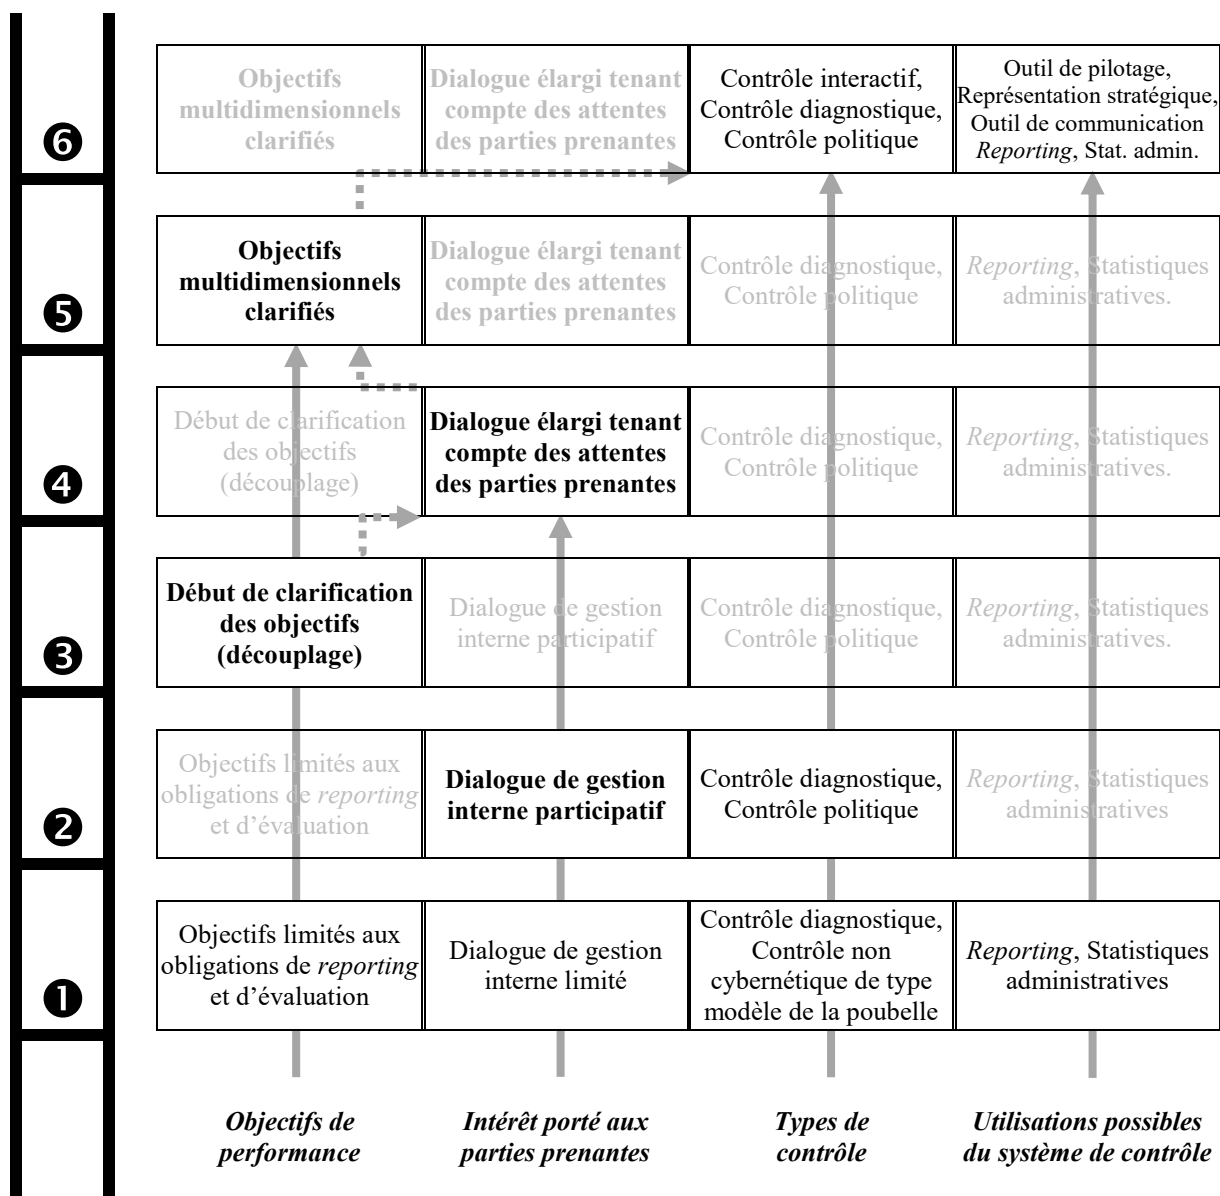 ❻
Objectifs
multidimensionnels
clarifiés
Dialogue élargi tenant
compte des attentes
des parties prenantes
Contrôle interactif,
Contrôle diagnostique,
Contrôle politique
Outil de pilotage,
Représentation stratégique,
Outil de communication
Reporting, Stat. admin.
❺
Objectifs
multidimensionnels
clarifiés
Dialogue élargi tenant
compte des attentes
des parties prenantes
Contrôle diagnostique,
Contrôle politique
Reporting, Statistiques
administratives.
❹
Début de clarification
des objectifs
(découplage)
Dialogue élargi tenant
compte des attentes
des parties prenantes
Contrôle diagnostique,
Contrôle politique
Reporting, Statistiques
administratives.
❸
Début de clarification
des objectifs
(découplage)
Dialogue de gestion
interne participatif
Contrôle diagnostique,
Contrôle politique
Reporting, Statistiques
administratives.
❷
Objectifs limités aux
obligations de reporting
et d'évaluation
Dialogue de gestion
interne participatif
Contrôle diagnostique,
Contrôle politique
Reporting, Statistiques
administratives
❶
Objectifs limités aux
obligations de reporting
et d'évaluation
Dialogue de gestion
interne limité
Contrôle diagnostique,
Contrôle non
cybernétique de type
modèle de la poubelle
Reporting, Statistiques
administratives
Objectifs de
performance
Intérêt porté aux
parties prenantes
Types de
contrôle
Utilisations possibles
du système de contrôle